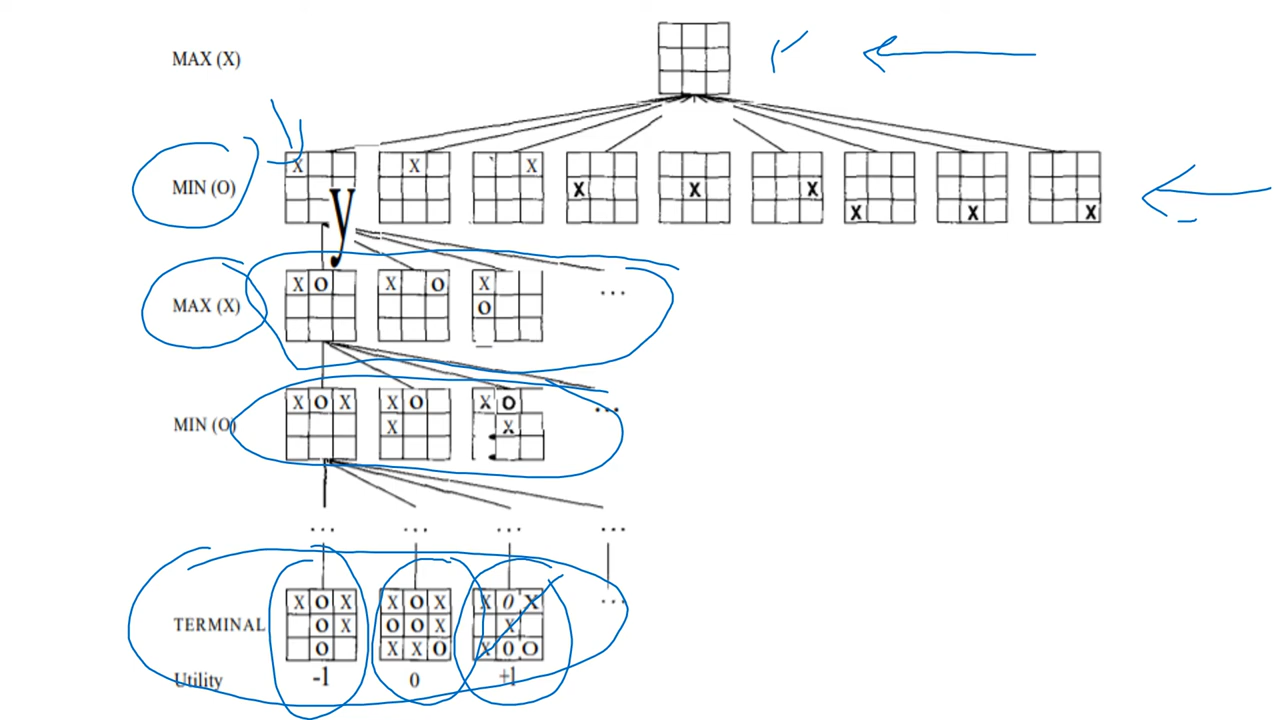 MAX (X)
X X X
MIN (O) X X X
y
X X X
X O X O X
MAX (X) O
...
X O X X O X O
MIN (O) X X
...
... ... ... ...
X O X X O X X O X
...
TERMINAL O X O O X X
O X X O X O O
Utility -1 0 +1